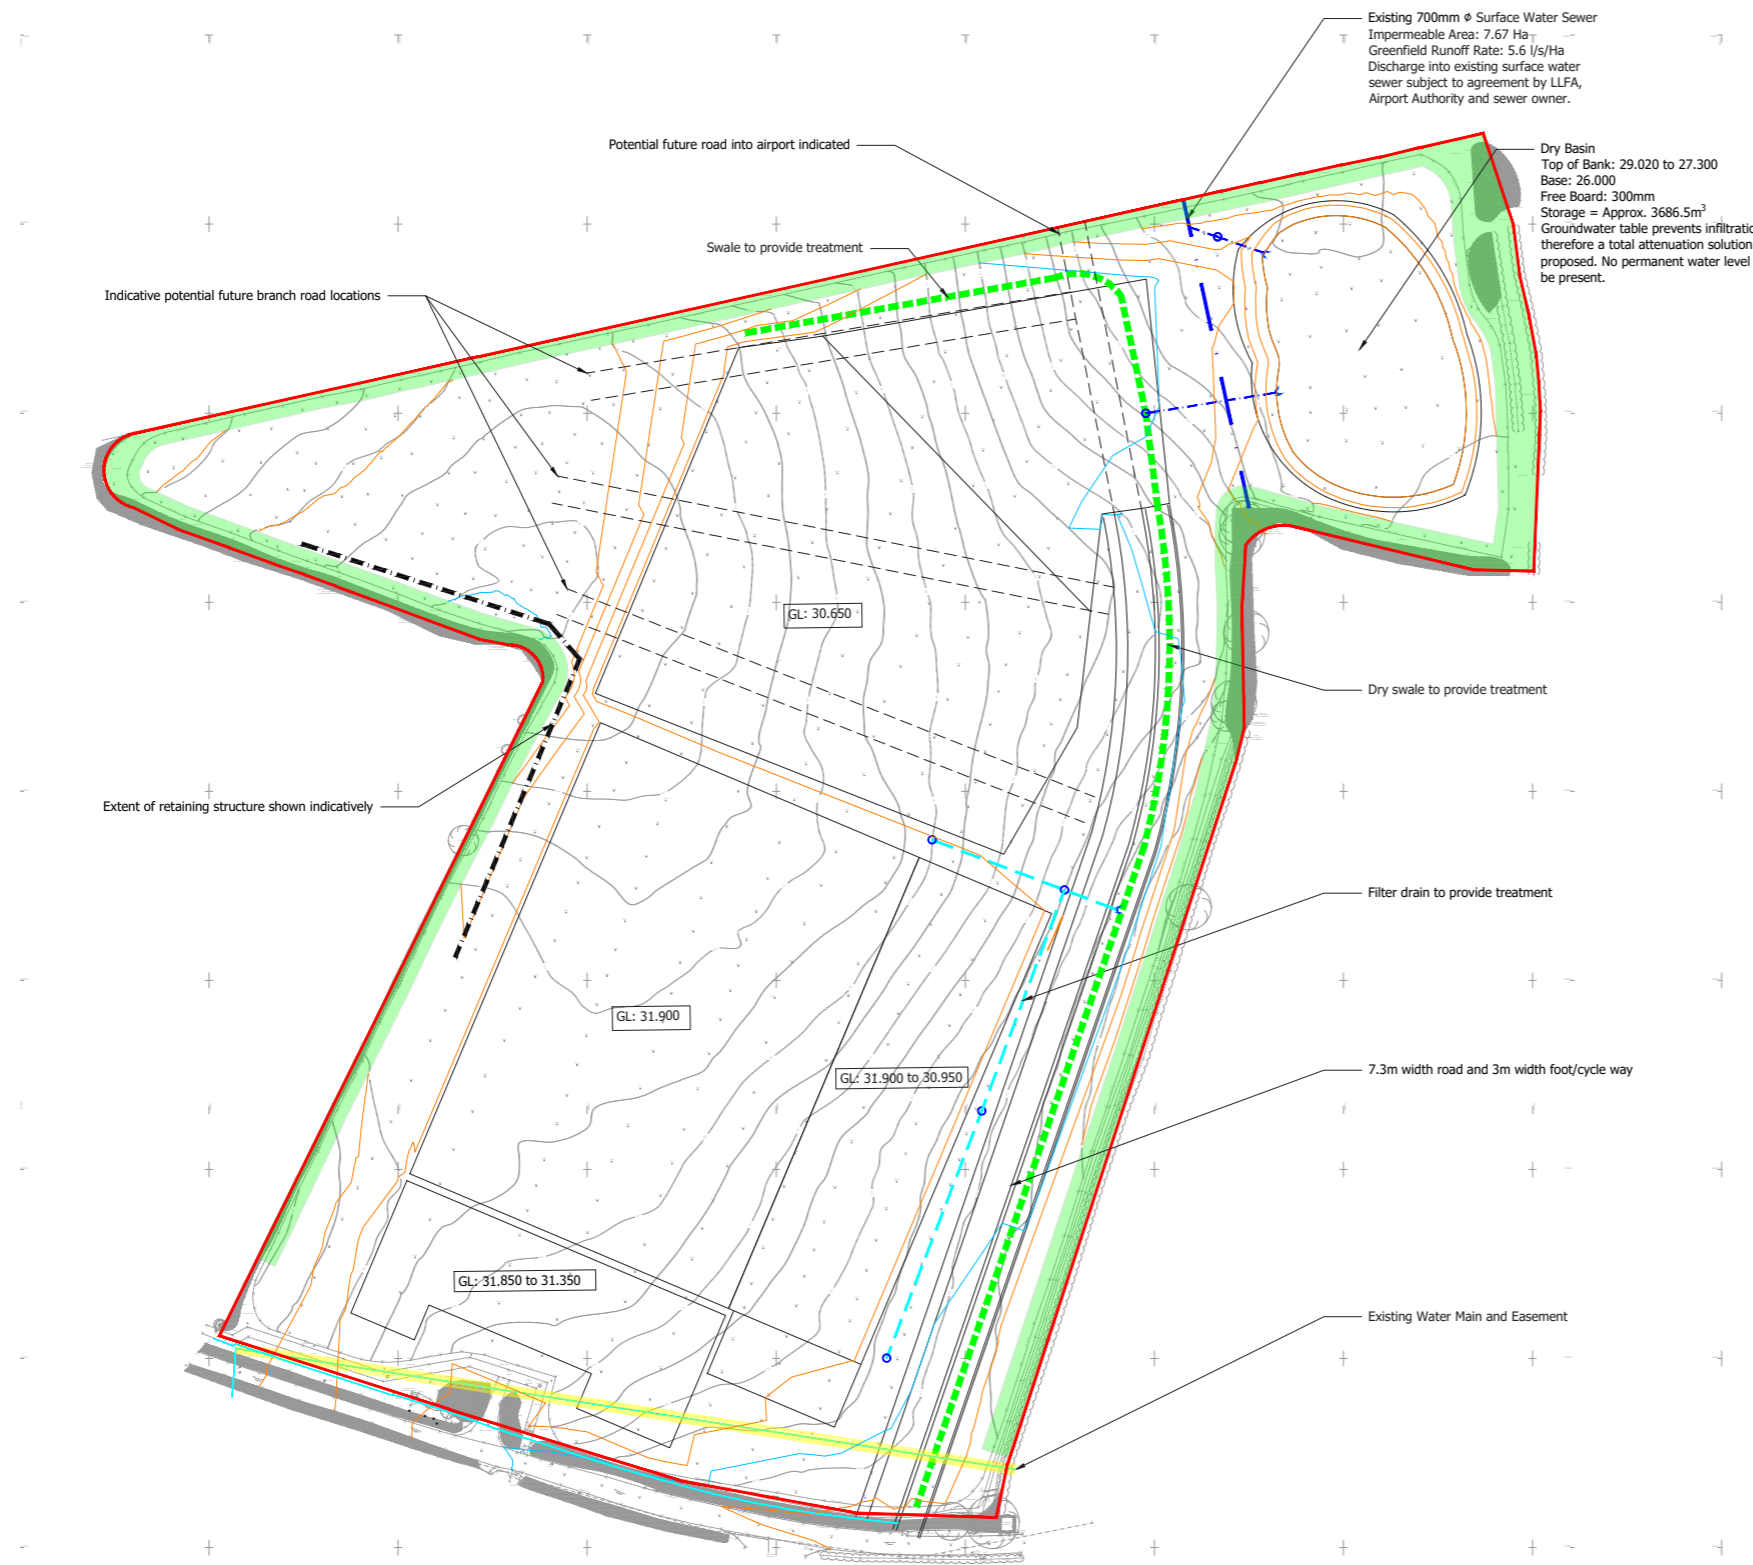 Existing 700mm ⌀ Surface Water Sewer
Impermeable Area: 7.67 Ha
Greenfield Runoff Rate: 5.6 l/s/Ha
Discharge into existing surface water
sewer subject to agreement by LLFA,
Airport Authority and sewer owner.
Potential future road into airport indicated
Dry Basin
Top of Bank: 29.020 to 27.300
Base: 26.000
Free Board: 300mm
Storage = Approx. 3686.5m³
Groundwater table prevents infiltratio
therefore a total attenuation solution
proposed. No permanent water level
be present.
Swale to provide treatment
Indicative potential future branch road locations
GL: 30.650
Dry swale to provide treatment
Extent of retaining structure shown indicatively
Filter drain to provide treatment
GL: 31.900
GL: 31.900 to 30.950
7.3m width road and 3m width foot/cycle way
GL: 31.850 to 31.350
Existing Water Main and Easement